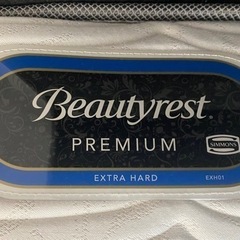 Beautyrest
PREMIUM
SIMMONS
EXTRA HARD
EXH01